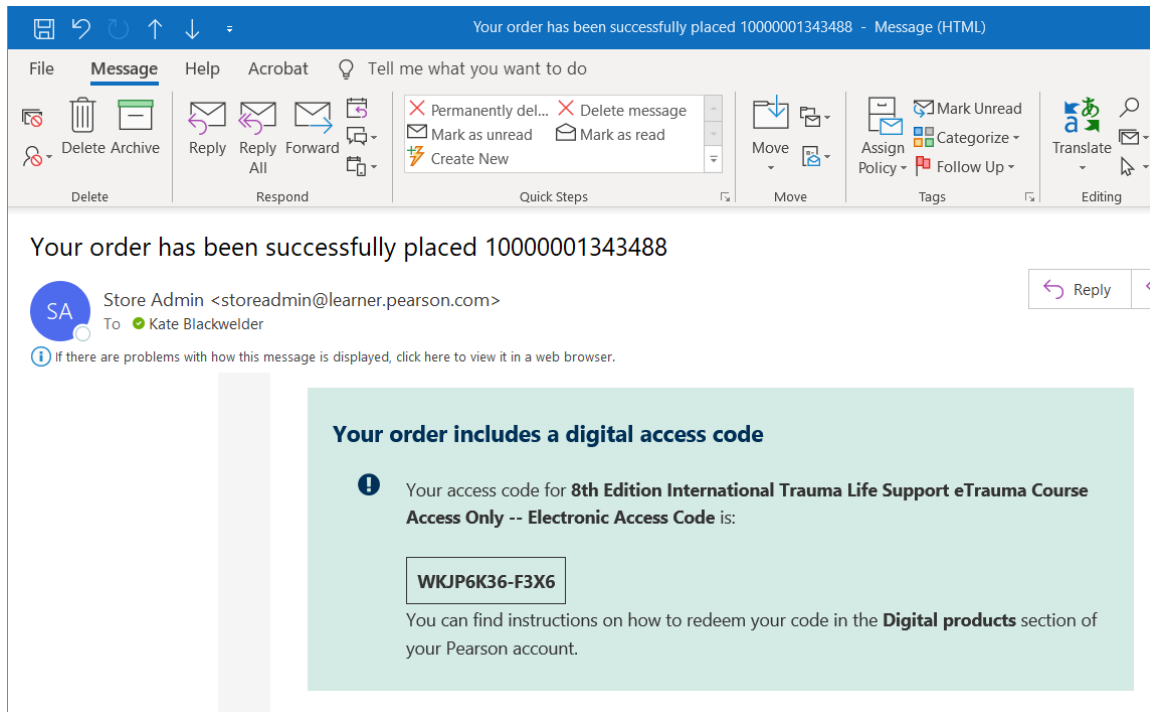 Your order has been successfully placed 10000001343488 - Message (HTML)
File Message Help Acrobat Tell me what you want to do
Delete Archive
Reply Reply All Forward
Permanently del... Delete message
Mark as unread Mark as read
Create New
Move
Assign Policy
Mark Unread
Categorize
Follow Up
Translate
Delete Respond Quick Steps Move Tags Editing
Your order has been successfully placed 10000001343488
SA
Store Admin <storeadmin@learner.pearson.com>
To Kate Blackwelder
Reply
If there are problems with how this message is displayed, click here to view it in a web browser.
Your order includes a digital access code
Your access code for 8th Edition International Trauma Life Support eTrauma Course
Access Only -- Electronic Access Code is:
WKJP6K36-F3X6
You can find instructions on how to redeem your code in the Digital products section of
your Pearson account.